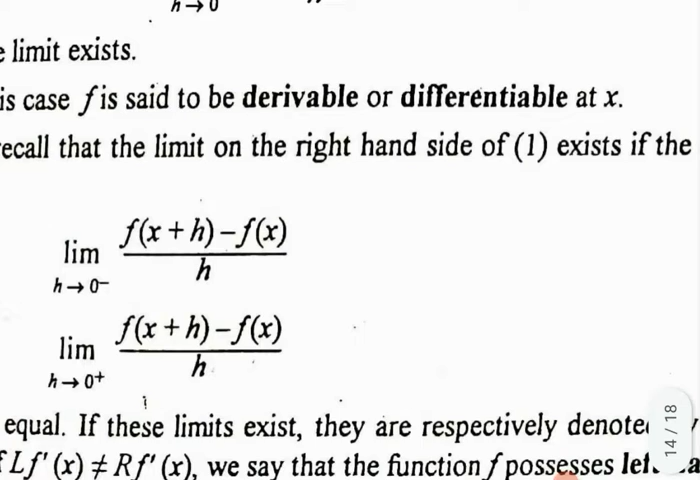 h→0
limit exists.
is case f is said to be derivable or differentiable at x.
recall that the limit on the right hand side of (1) exists if the
lim f(x + h) – f(x) / h
h→0–
lim f(x + h) – f(x) / h
h→0+
equal. If these limits exist, they are respectively
Lf' (x) ≠ Rf' (x), we say that the function f possesses
14 / 18